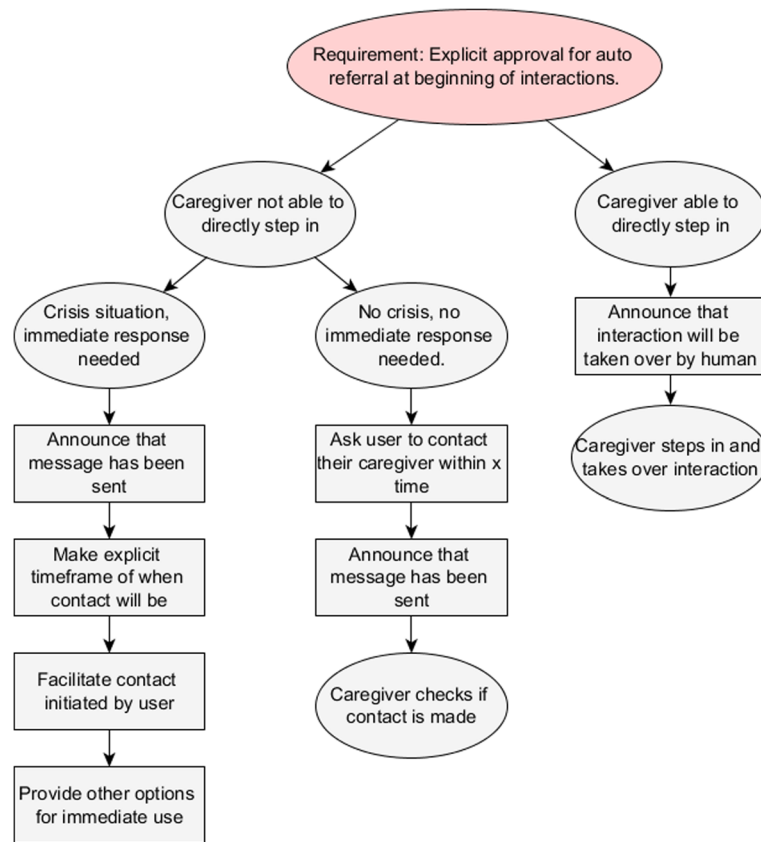 Requirement: Explicit approval for auto
referral at beginning of interactions.
Caregiver not able to
directly step in
Caregiver able to
directly step in
Crisis situation,
immediate response
needed
No crisis, no
immediate response
needed.
Announce that
interaction will be
taken over by human
Announce that
message has been
sent
Ask user to contact
their caregiver within x
time
Caregiver steps in and
takes over interaction
Make explicit
timeframe of when
contact will be
Announce that
message has been
sent
Facilitate contact
initiated by user
Caregiver checks if
contact is made
Provide other options
for immediate use